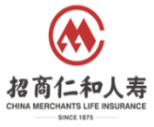 招商仁和人寿
CHINA MERCHANTS LIFE INSURANCE
SINCE 1875